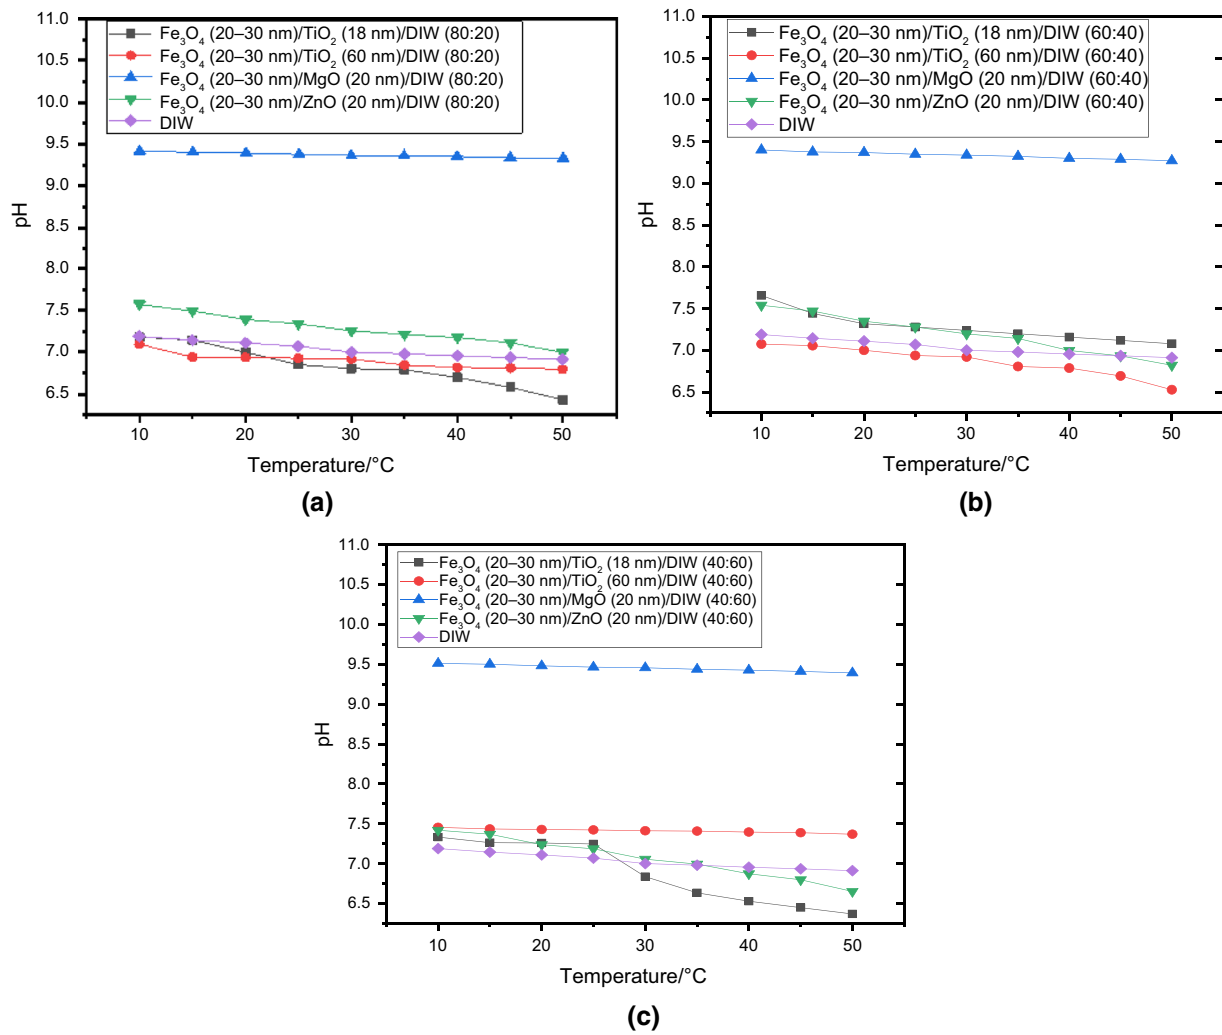 11.0
10.5
10.0
9.5
9.0
8.5
8.0
7.5
7.0
6.5
pH
Fe₃O₄ (20–30 nm)/TiO₂ (18 nm)/DIW (80:20)
Fe₃O₄ (20–30 nm)/TiO₂ (60 nm)/DIW (80:20)
Fe₃O₄ (20–30 nm)/MgO (20 nm)/DIW (80:20)
Fe₃O₄ (20–30 nm)/ZnO (20 nm)/DIW (80:20)
DIW
10 20 30 40 50
Temperature/°C
(a)
11.0
10.5
10.0
9.5
9.0
8.5
8.0
7.5
7.0
6.5
pH
Fe₃O₄ (20–30 nm)/TiO₂ (18 nm)/DIW (60:40)
Fe₃O₄ (20–30 nm)/TiO₂ (60 nm)/DIW (60:40)
Fe₃O₄ (20–30 nm)/MgO (20 nm)/DIW (60:40)
Fe₃O₄ (20–30 nm)/ZnO (20 nm)/DIW (60:40)
DIW
10 20 30 40 50
Temperature/°C
(b)
11.0
10.5
10.0
9.5
9.0
8.5
8.0
7.5
7.0
6.5
pH
Fe₃O₄ (20–30 nm)/TiO₂ (18 nm)/DIW (40:60)
Fe₃O₄ (20–30 nm)/TiO₂ (60 nm)/DIW (40:60)
Fe₃O₄ (20–30 nm)/MgO (20 nm)/DIW (40:60)
Fe₃O₄ (20–30 nm)/ZnO (20 nm)/DIW (40:60)
DIW
10 20 30 40 50
Temperature/°C
(c)